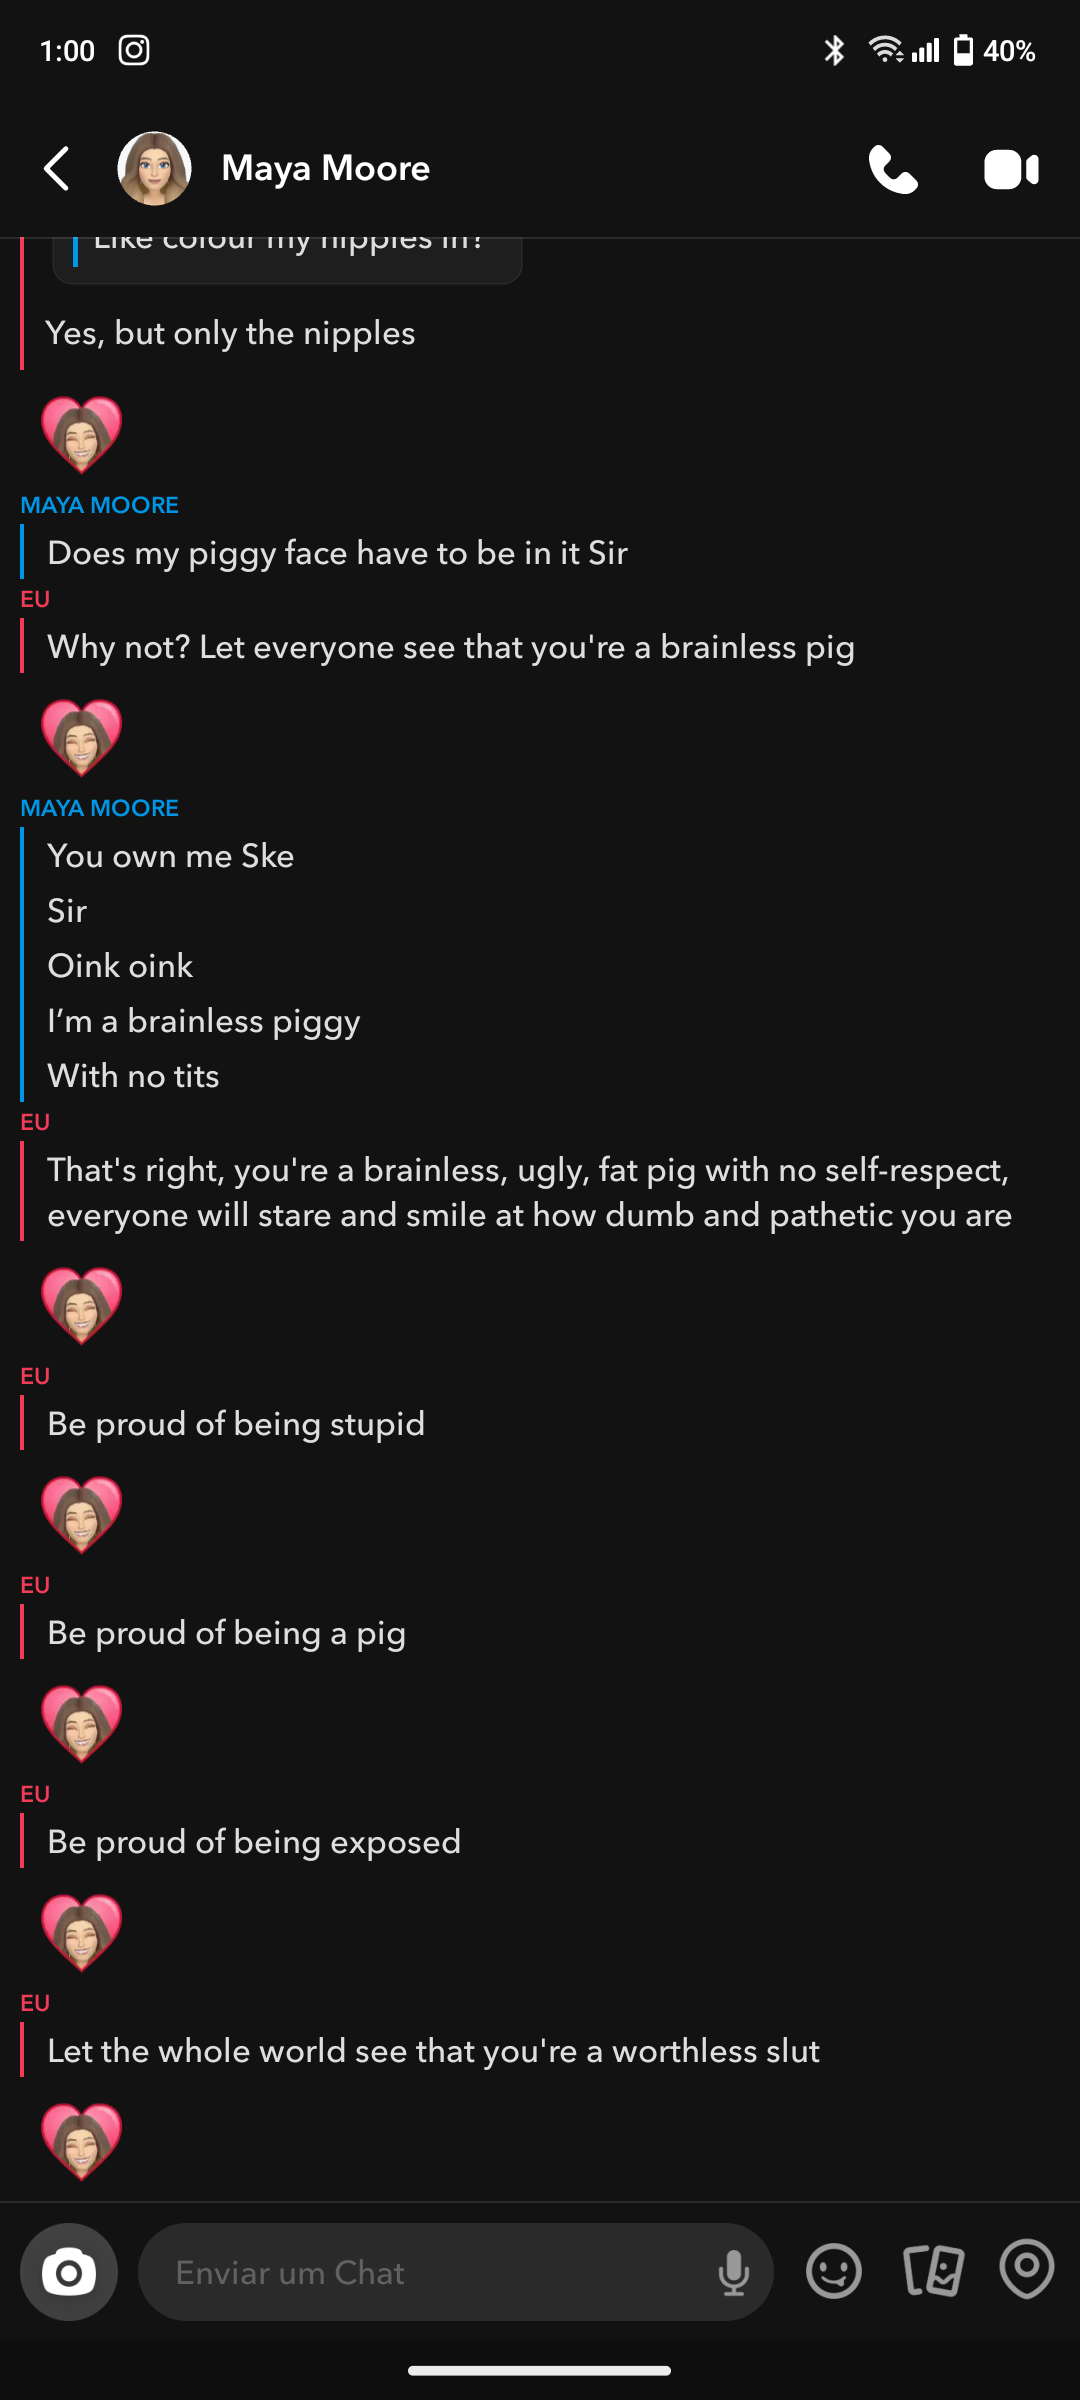 1:00
40%
Maya Moore
Like colour my nipples in?
Yes, but only the nipples
MAYA MOORE
Does my piggy face have to be in it Sir
EU
Why not? Let everyone see that you're a brainless pig
MAYA MOORE
You own me Ske
Sir
Oink oink
I’m a brainless piggy
With no tits
EU
That's right, you're a brainless, ugly, fat pig with no self-respect,
everyone will stare and smile at how dumb and pathetic you are
EU
Be proud of being stupid
EU
Be proud of being a pig
EU
Be proud of being exposed
EU
Let the whole world see that you're a worthless slut
Enviar um Chat